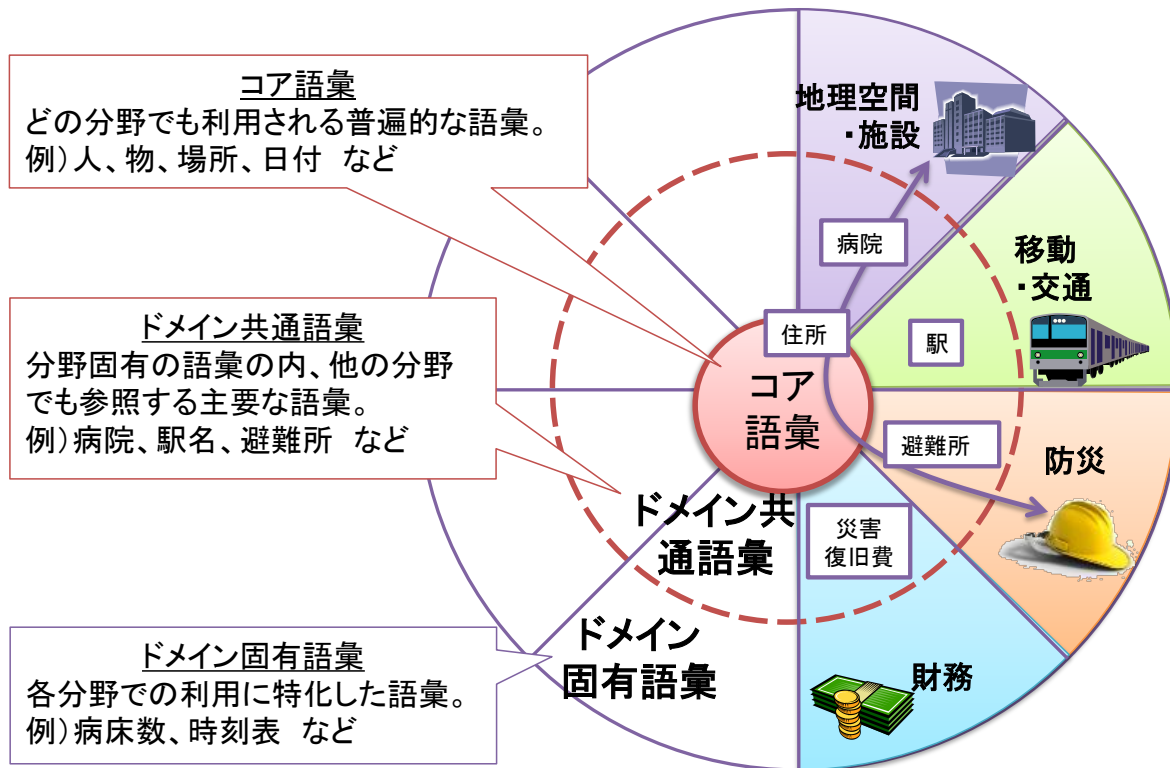 コア語彙
どの分野でも利用される普遍的な語彙。
例)人、物、場所、日付　など
ドメイン共通語彙
分野固有の語彙の内、他の分野
でも参照する主要な語彙。
例)病院、駅名、避難所　など
ドメイン固有語彙
各分野での利用に特化した語彙。
例)病床数、時刻表　など
地理空間
・施設
病院
移動
・交通
駅
住所
コア
語彙
避難所
防災
災害
復旧費
財務
ドメイン共
通語彙
ドメイン
固有語彙